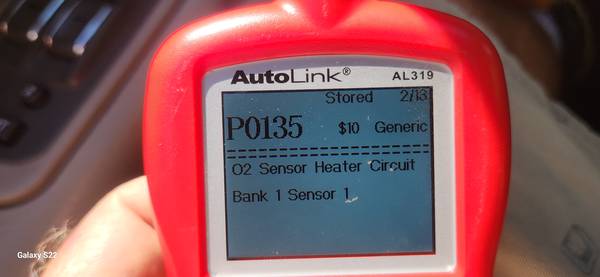 AutoLink® AL319
Stored 2/13
P0135 $10 Generic
O2 Sensor Heater Circuit
Bank 1 Sensor 1
Galaxy S22